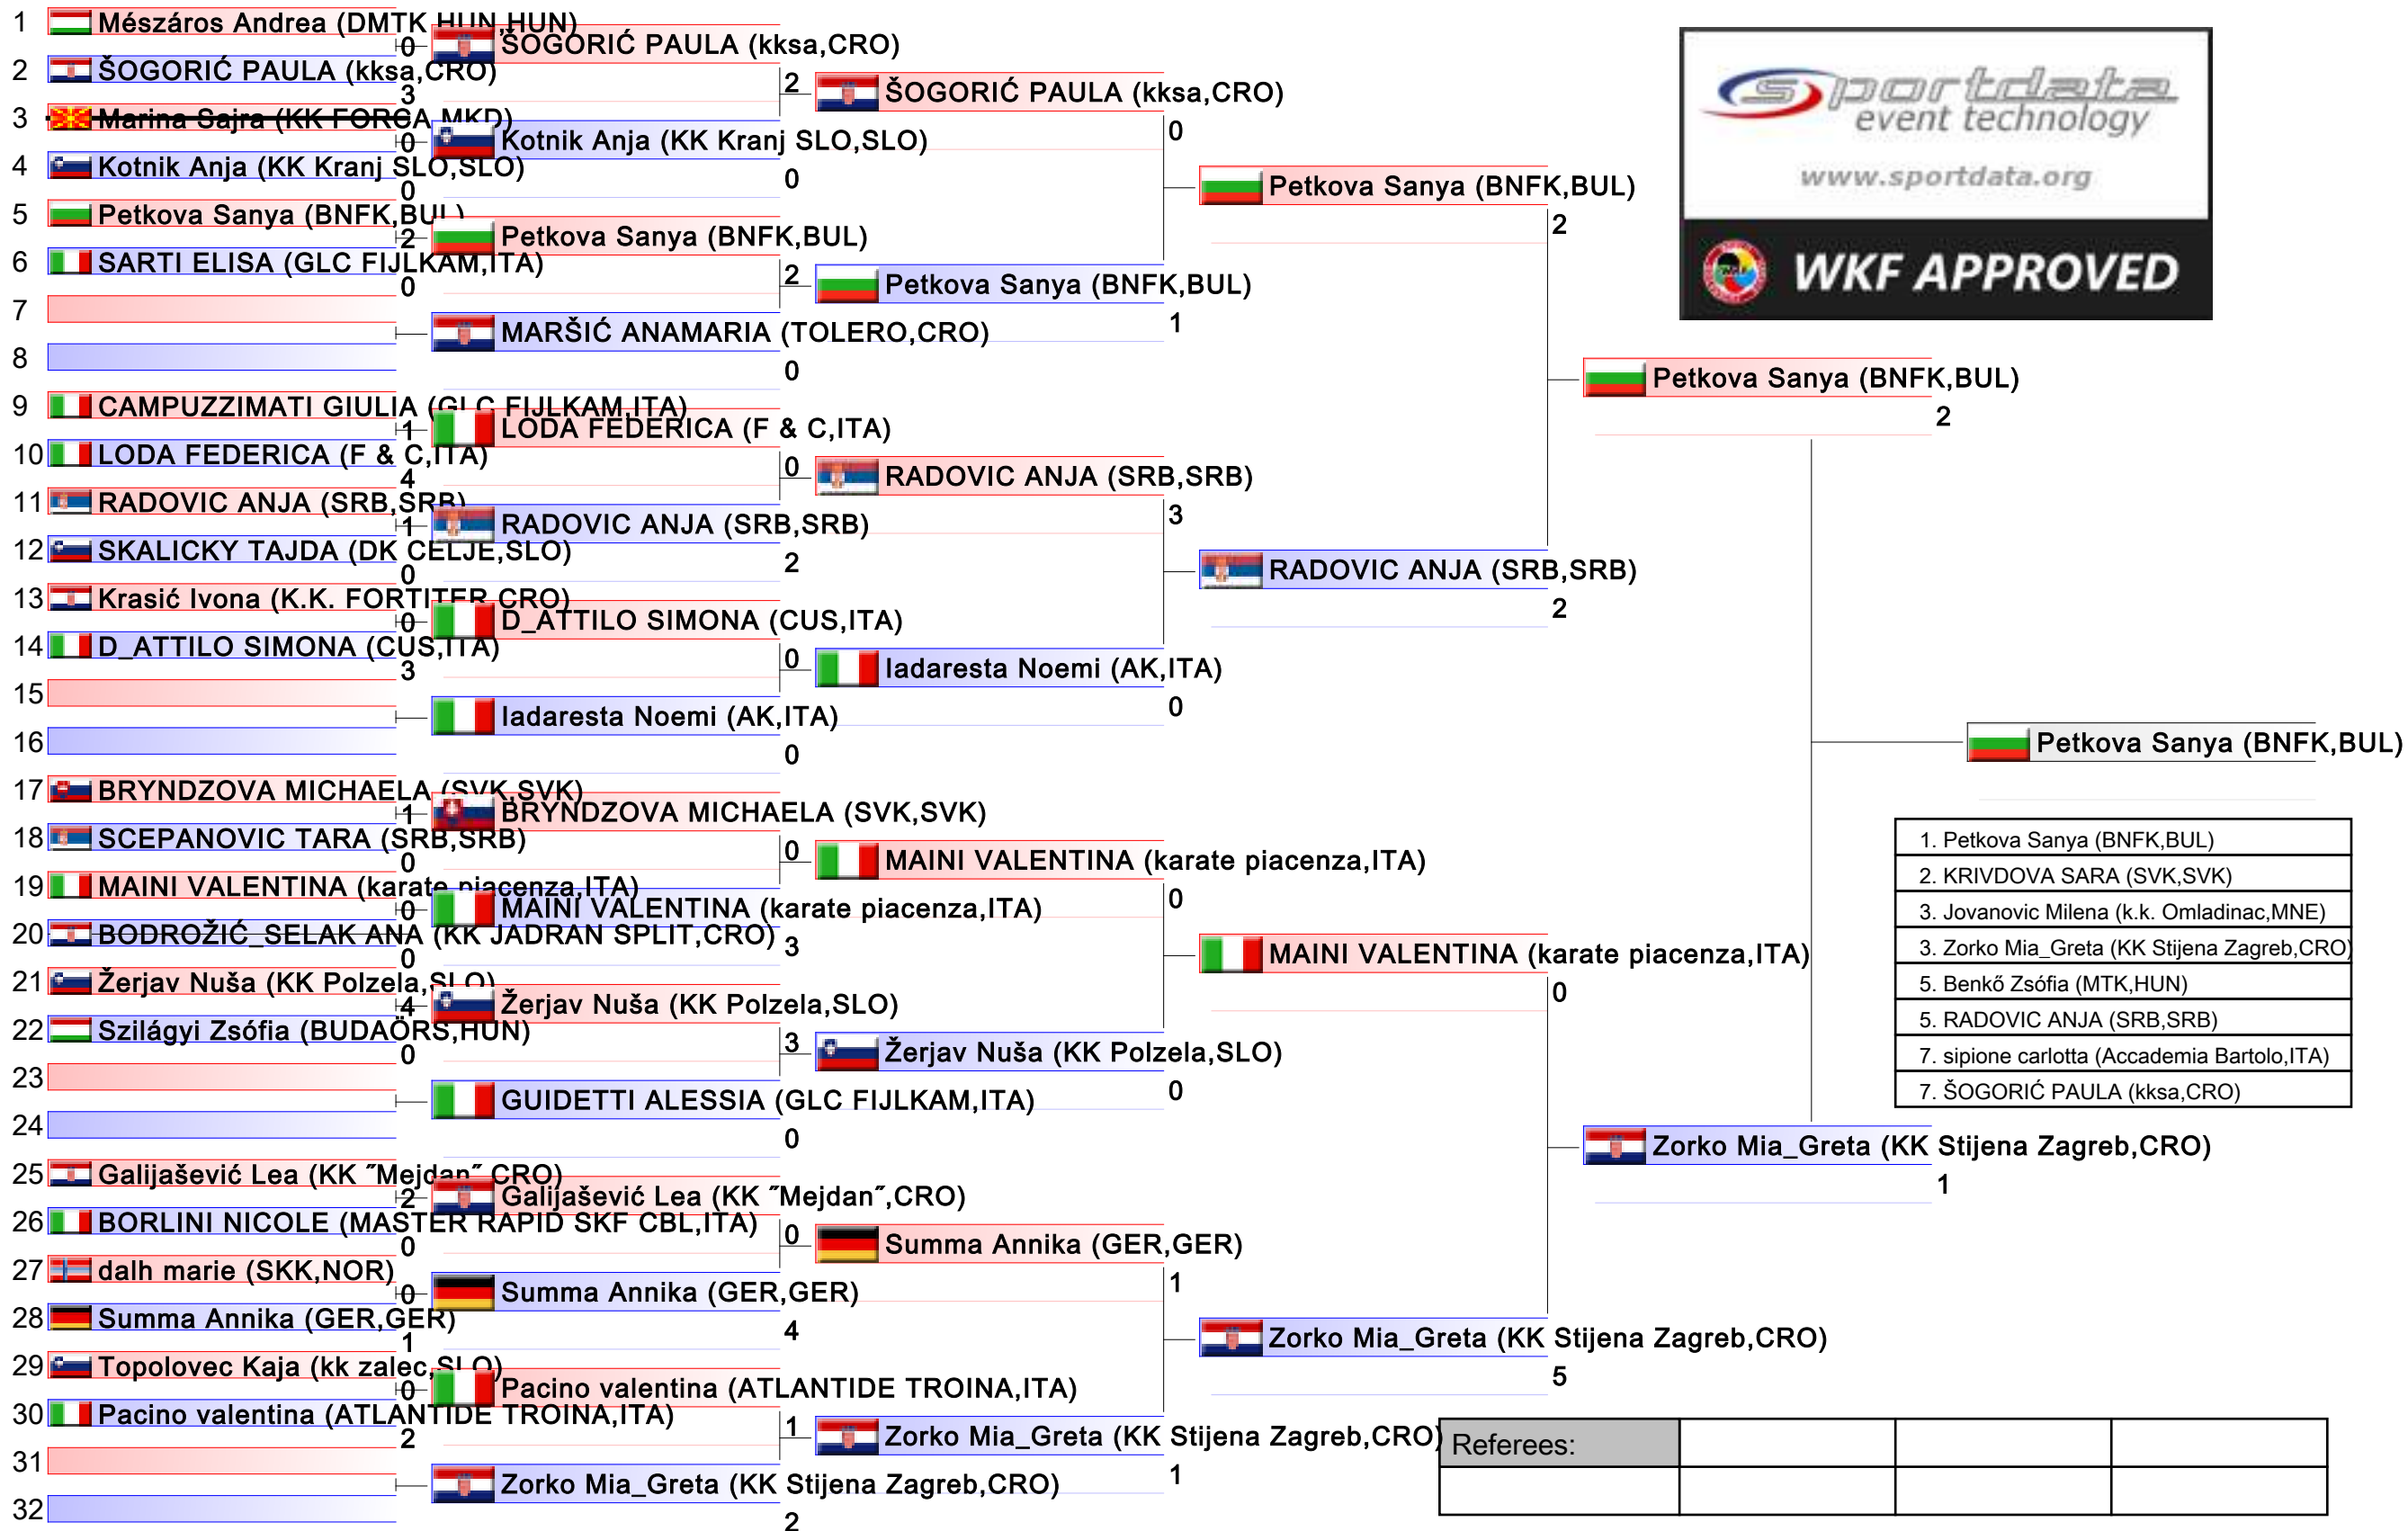 1 Mészáros Andrea (DMTK HUN,HUN)
0
2 ŠOGORIĆ PAULA (kksa,CRO)
3
3 Marina Sajra (KK FORCA,MKD)
0
4 Kotnik Anja (KK Kranj SLO,SLO)
0
5 Petkova Sanya (BNFK,BUL)
2
6 SARTI ELISA (GLC FIJLKAM,ITA)
0
7
8
9 CAMPUZZIMATI GIULIA (GLC FIJLKAM,ITA)
1
10 LODA FEDERICA (F & C,ITA)
4
11 RADOVIC ANJA (SRB,SRB)
1
12 SKALICKY TAJDA (DK CELJE,SLO)
0
13 Krasić Ivona (K.K. FORTITER,CRO)
0
14 D_ATTILO SIMONA (CUS,ITA)
3
15
16
17 BRYNDZOVA MICHAELA (SVK,SVK)
1
18 SCEPANOVIC TARA (SRB,SRB)
0
19 MAINI VALENTINA (karate piacenza,ITA)
0
20 BODROŽIĆ_SELAK ANA (KK JADRAN SPLIT,CRO)
0
21 Žerjav Nuša (KK Polzela,SLO)
4
22 Szilágyi Zsófia (BUDAÖRS,HUN)
0
23
24
25 Galijašević Lea (KK ˝Mejdan˝,CRO)
2
26 BORLINI NICOLE (MASTER RAPID SKF CBL,ITA)
0
27 dalh marie (SKK,NOR)
0
28 Summa Annika (GER,GER)
1
29 Topolovec Kaja (kk zalec,SLO)
0
30 Pacino valentina (ATLANTIDE TROINA,ITA)
2
31
32
ŠOGORIĆ PAULA (kksa,CRO)
2
Kotnik Anja (KK Kranj SLO,SLO)
0
Petkova Sanya (BNFK,BUL)
2
MARŠIĆ ANAMARIA (TOLERO,CRO)
0
LODA FEDERICA (F & C,ITA)
0
RADOVIC ANJA (SRB,SRB)
2
D_ATTILO SIMONA (CUS,ITA)
0
Iadaresta Noemi (AK,ITA)
0
BRYNDZOVA MICHAELA (SVK,SVK)
0
MAINI VALENTINA (karate piacenza,ITA)
3
Žerjav Nuša (KK Polzela,SLO)
3
GUIDETTI ALESSIA (GLC FIJLKAM,ITA)
0
Galijašević Lea (KK ˝Mejdan˝,CRO)
0
Summa Annika (GER,GER)
4
Pacino valentina (ATLANTIDE TROINA,ITA)
1
Zorko Mia_Greta (KK Stijena Zagreb,CRO)
2
ŠOGORIĆ PAULA (kksa,CRO)
0
Petkova Sanya (BNFK,BUL)
1
RADOVIC ANJA (SRB,SRB)
3
Iadaresta Noemi (AK,ITA)
0
MAINI VALENTINA (karate piacenza,ITA)
0
Žerjav Nuša (KK Polzela,SLO)
0
Summa Annika (GER,GER)
1
Zorko Mia_Greta (KK Stijena Zagreb,CRO)
1
Petkova Sanya (BNFK,BUL)
2
RADOVIC ANJA (SRB,SRB)
2
MAINI VALENTINA (karate piacenza,ITA)
0
Zorko Mia_Greta (KK Stijena Zagreb,CRO)
5
Petkova Sanya (BNFK,BUL)
2
Zorko Mia_Greta (KK Stijena Zagreb,CRO)
1
Petkova Sanya (BNFK,BUL)
sportdata
event technology
www.sportdata.org
WKF APPROVED
1. Petkova Sanya (BNFK,BUL)
2. KRIVDOVA SARA (SVK,SVK)
3. Jovanovic Milena (k.k. Omladinac,MNE)
3. Zorko Mia_Greta (KK Stijena Zagreb,CRO)
5. Benkő Zsófia (MTK,HUN)
5. RADOVIC ANJA (SRB,SRB)
7. sipione carlotta (Accademia Bartolo,ITA)
7. ŠOGORIĆ PAULA (kksa,CRO)
Referees: